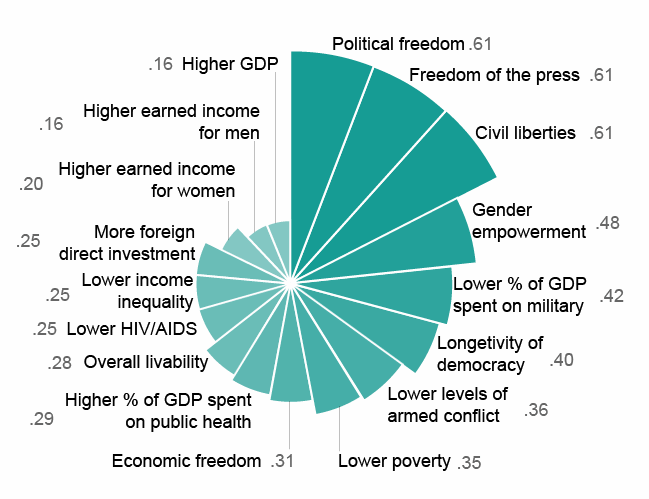 Political freedom .61
Freedom of the press .61
Civil liberties .61
Gender
empowerment .48
Lower % of GDP
spent on military .42
Longetivity of
democracy .40
Lower levels of
armed conflict .36
Lower poverty .35
Economic freedom .31
Higher % of GDP spent
on public health
.29
.28 Overall livability
.25 Lower HIV/AIDS
Lower income
.25 inequality
More foreign
.25 direct investment
Higher earned income
.20 for women
Higher earned income
.16 for men
.16 Higher GDP